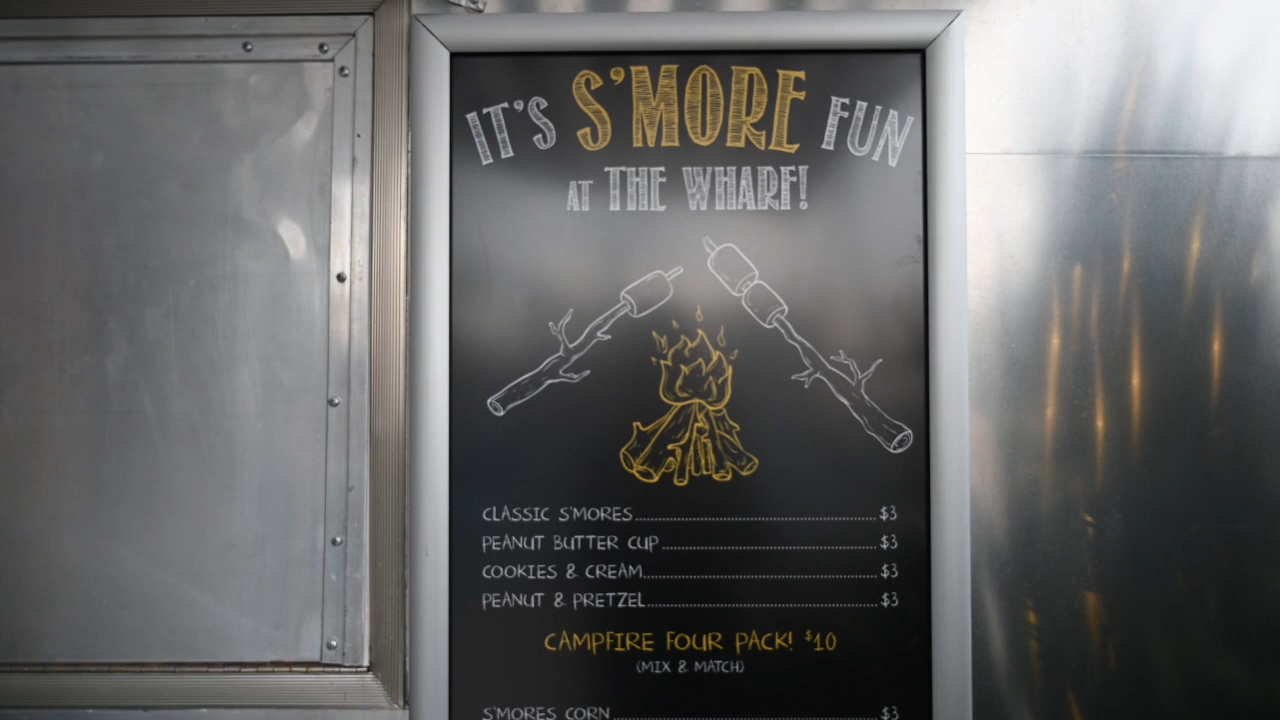 IT'S S'MORE FUN
AT THE WHARF!
CLASSIC S'MORES $3
PEANUT BUTTER CUP $3
COOKIES & CREAM $3
PEANUT & PRETZEL $3
CAMPFIRE FOUR PACK! $10
(MIX & MATCH)
S'MORES CORN $3